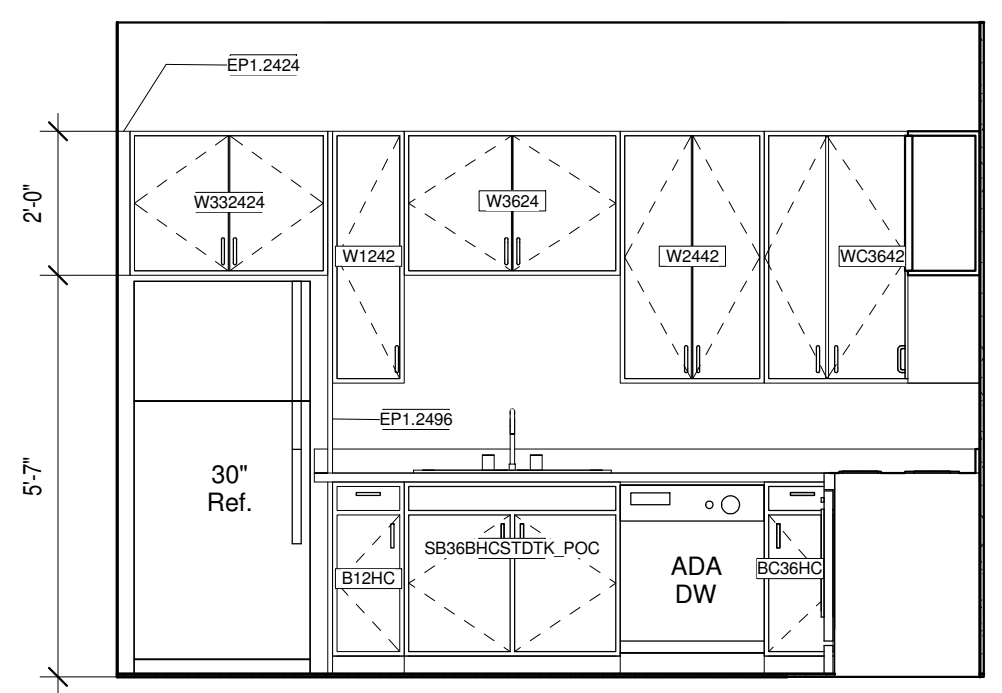 EP1.2424
2'-0"
W332424
W3624
W1242
W2442
WC3642
EP1.2496
5'-7"
30"
Ref.
SB36BHCSTDTK_POC
B12HC
ADA
DW
BC36HC